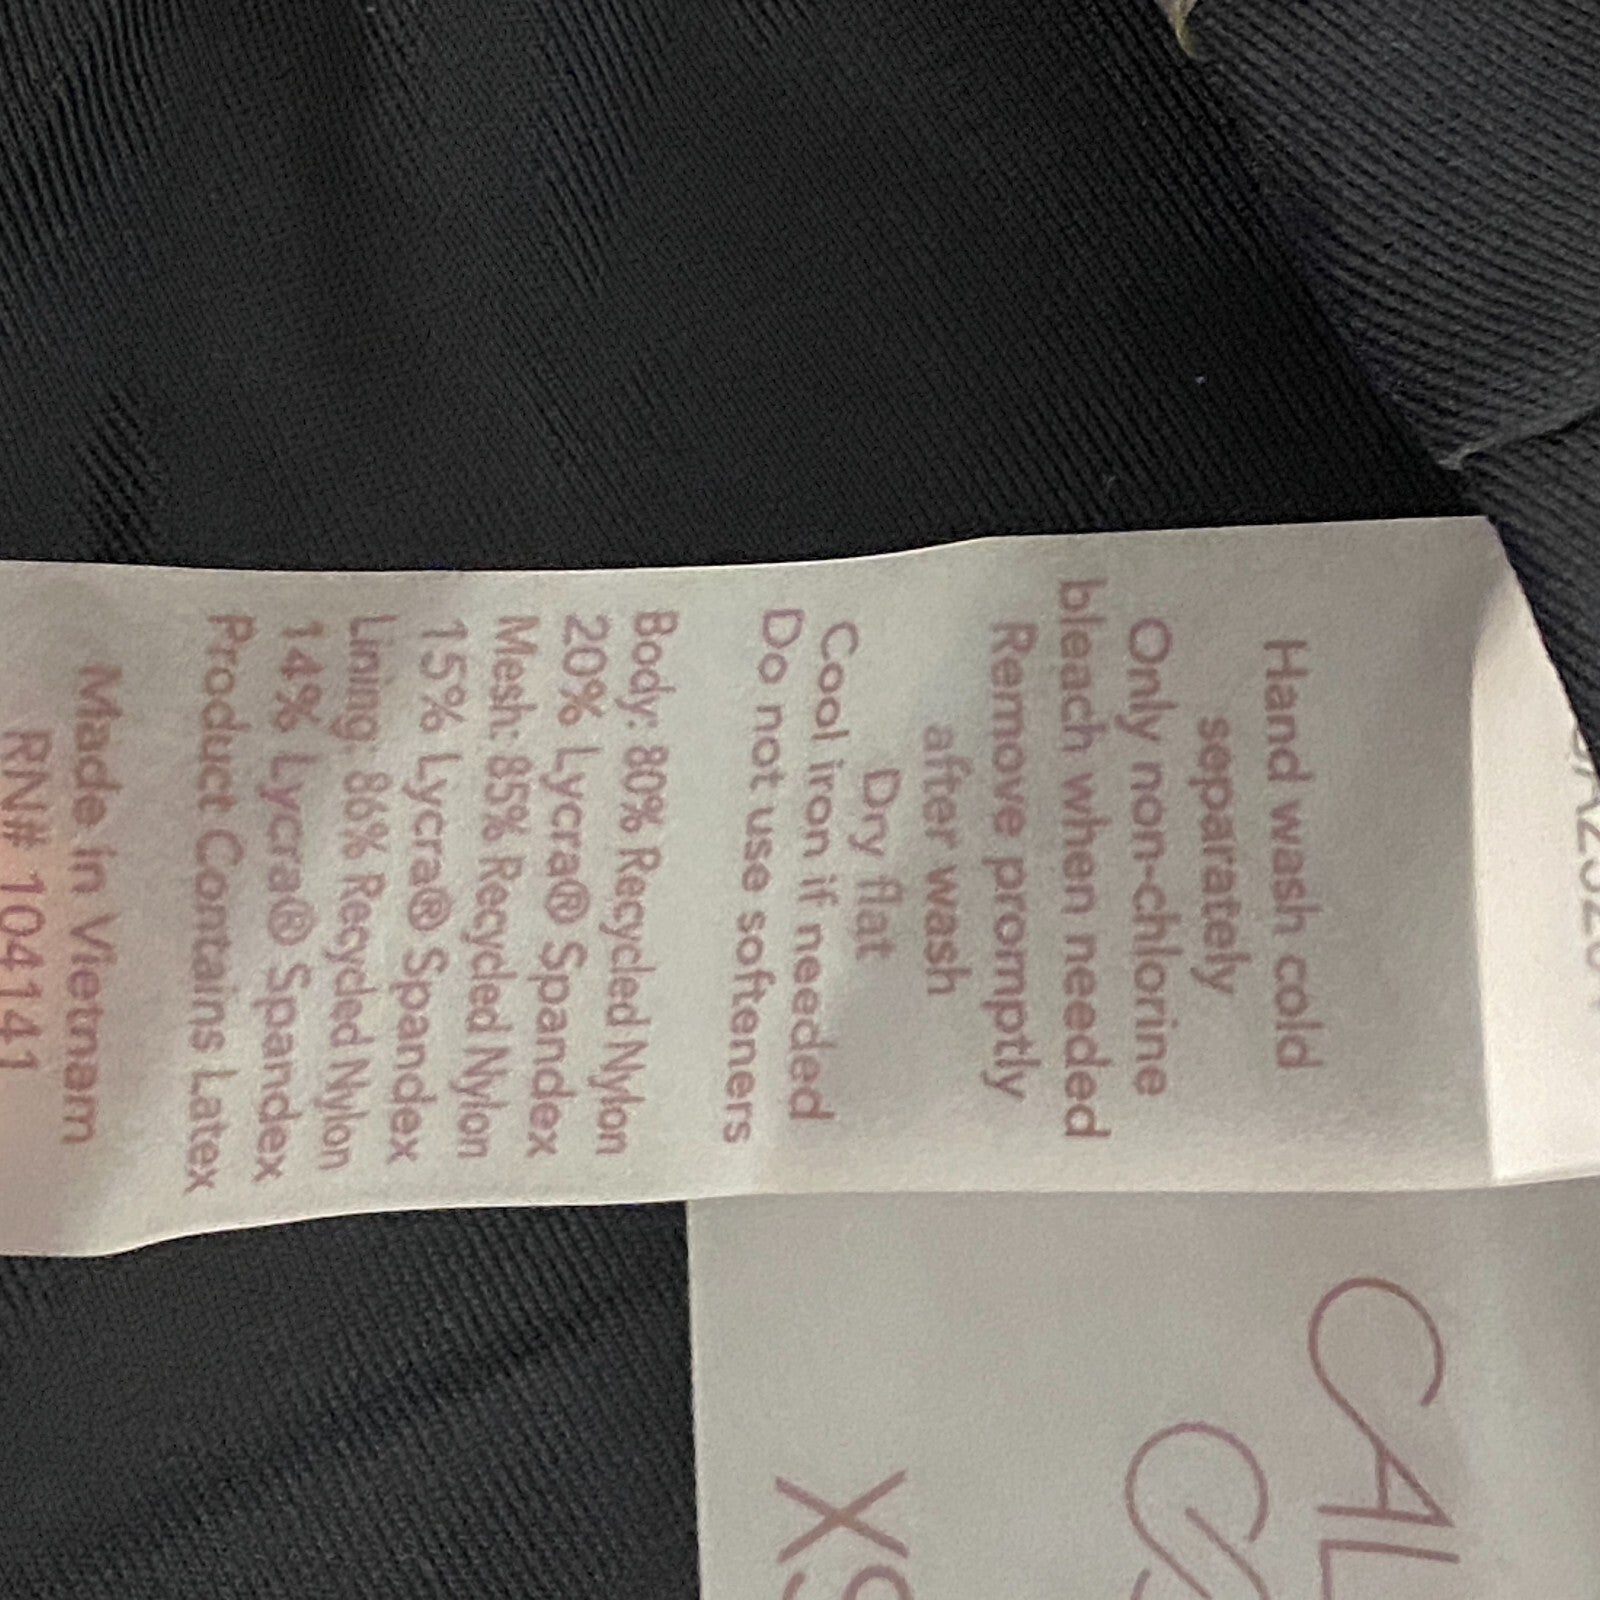 Hand wash cold
separately
Only non-chlorine
bleach when needed
Remove promptly
after wash
Dry flat
Cool iron if needed
Do not use softeners
Body: 80% Recycled Nylon
20% Lycra® Spandex
Mesh: 85% Recycled Nylon
15% Lycra® Spandex
Lining: 86% Recycled Nylon
14% Lycra® Spandex
Product Contains Latex
Made in Vietnam
RN# 104141
CAL
XS